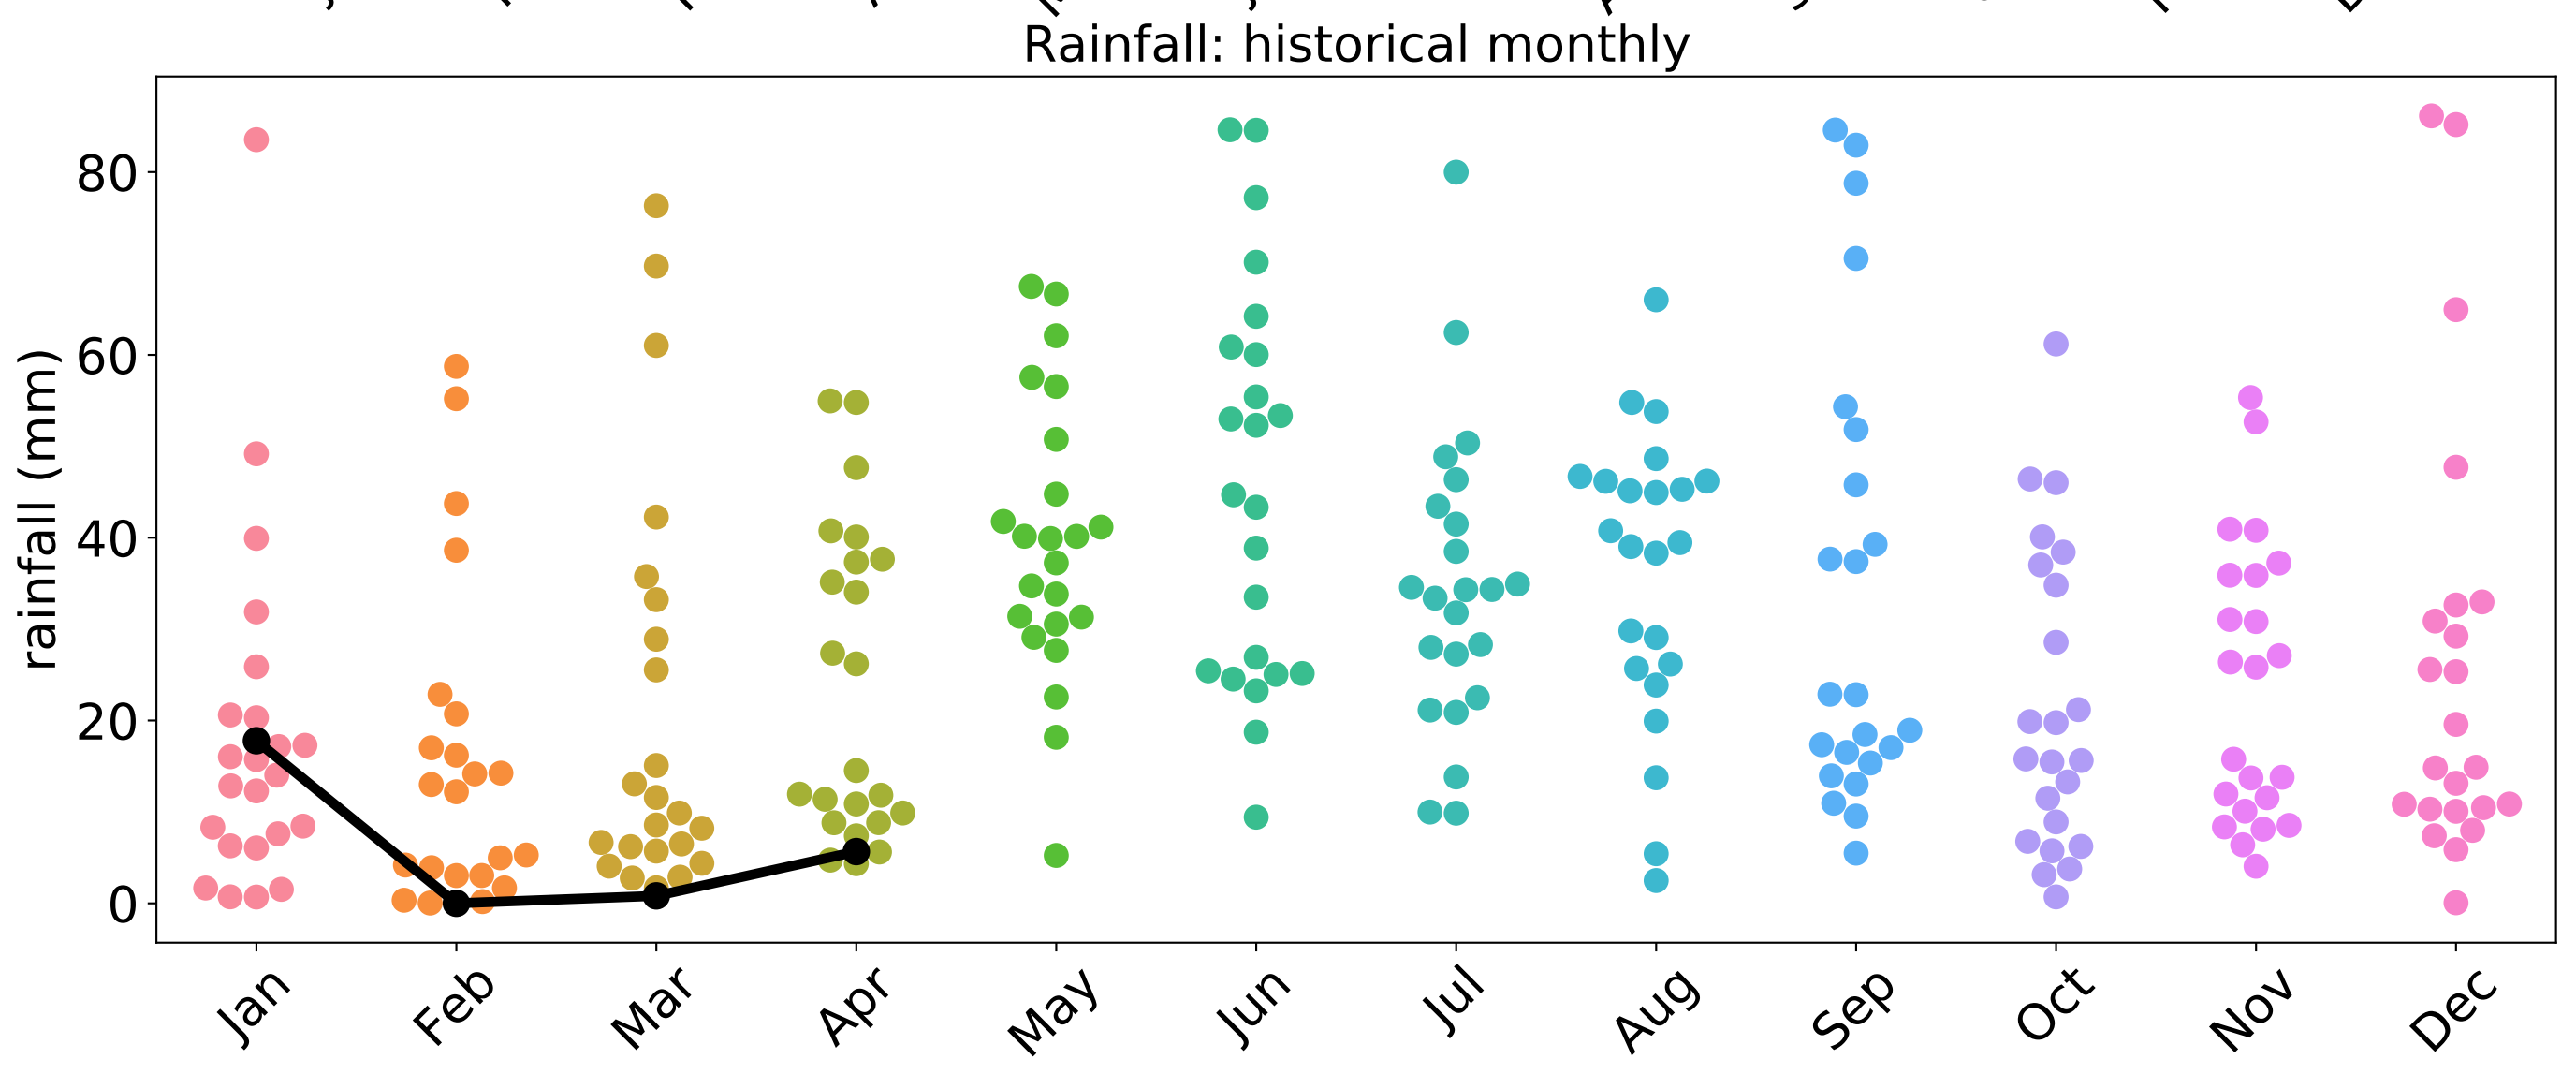 Rainfall: historical monthly
rainfall (mm)
80
60
40
20
0
Jan
Feb
Mar
Apr
May
Jun
Jul
Aug
Sep
Oct
Nov
Dec